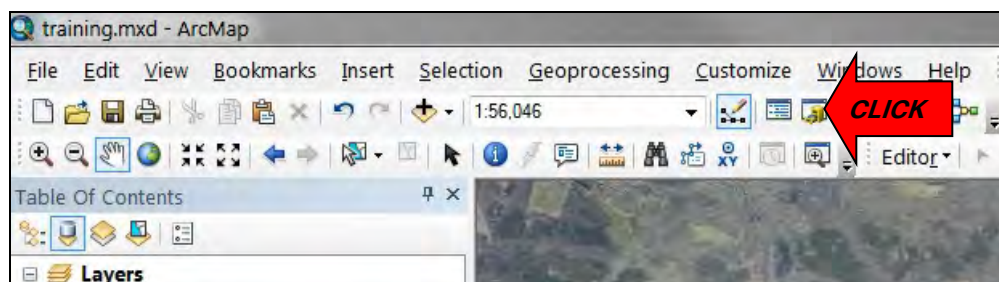 training.mxd - ArcMap
File Edit View Bookmarks Insert Selection Geoprocessing Customize Windows Help
1:56,046 CLICK
XY Editor
Table Of Contents
Layers